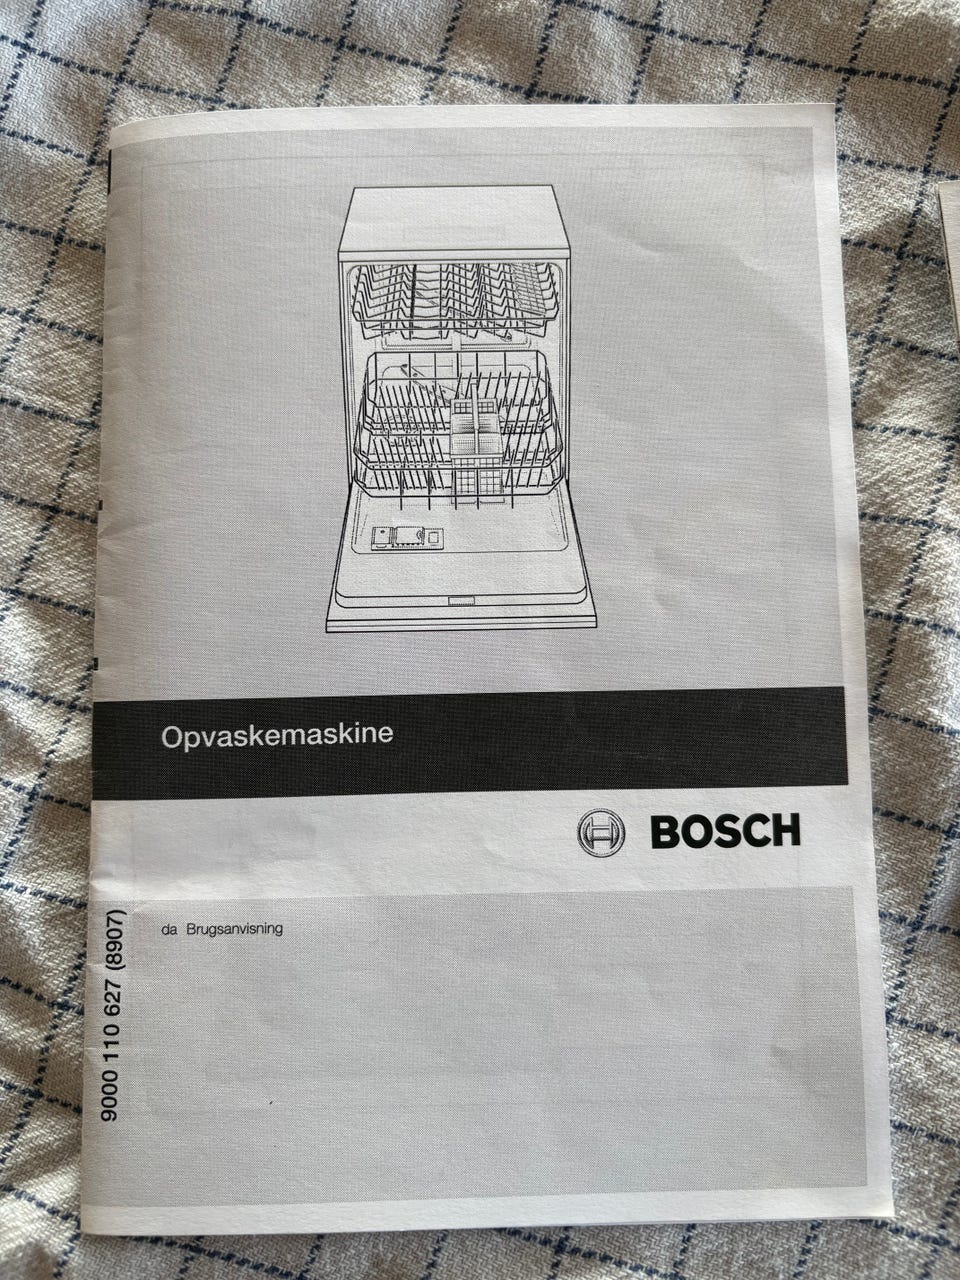 Opvaskemaskine
BOSCH
da Brugsanvisning
9000 110 627 (8907)